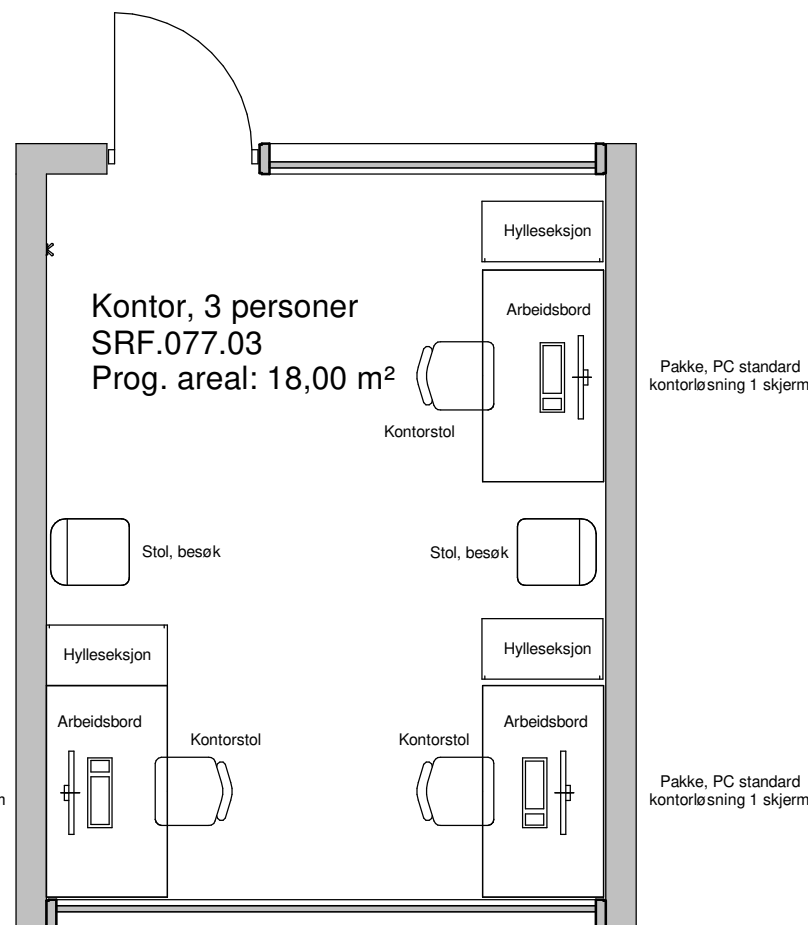 Hylleseksjon
Kontor, 3 personer
SRF.077.03
Prog. areal: 18,00 m²
Arbeidsbord
Pakke, PC standard
kontorløsning 1 skjerm
Kontorstol
Stol, besøk
Stol, besøk
Hylleseksjon
Hylleseksjon
Arbeidsbord
Kontorstol
Kontorstol
Arbeidsbord
Pakke, PC standard
kontorløsning 1 skjerm